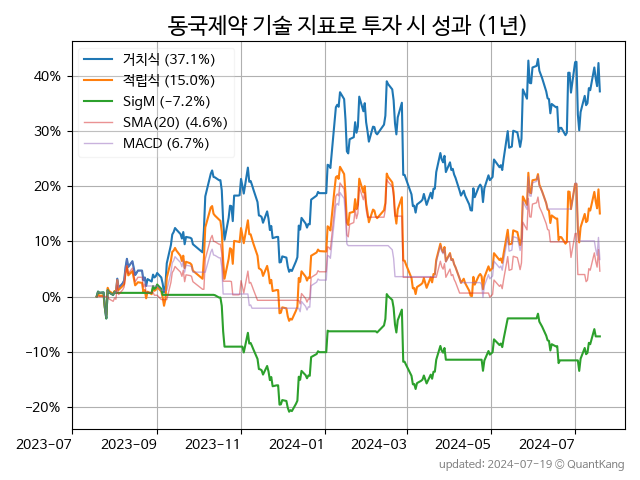 동국제약 기술 지표로 투자 시 성과 (1년)
거치식 (37.1%)
적립식 (15.0%)
SigM (−7.2%)
SMA(20) (4.6%)
MACD (6.7%)
40%
30%
20%
10%
0%
−10%
−20%
2023-07 2023-09 2023-11 2024-01 2024-03 2024-05 2024-07
updated: 2024-07-19 © QuantKang